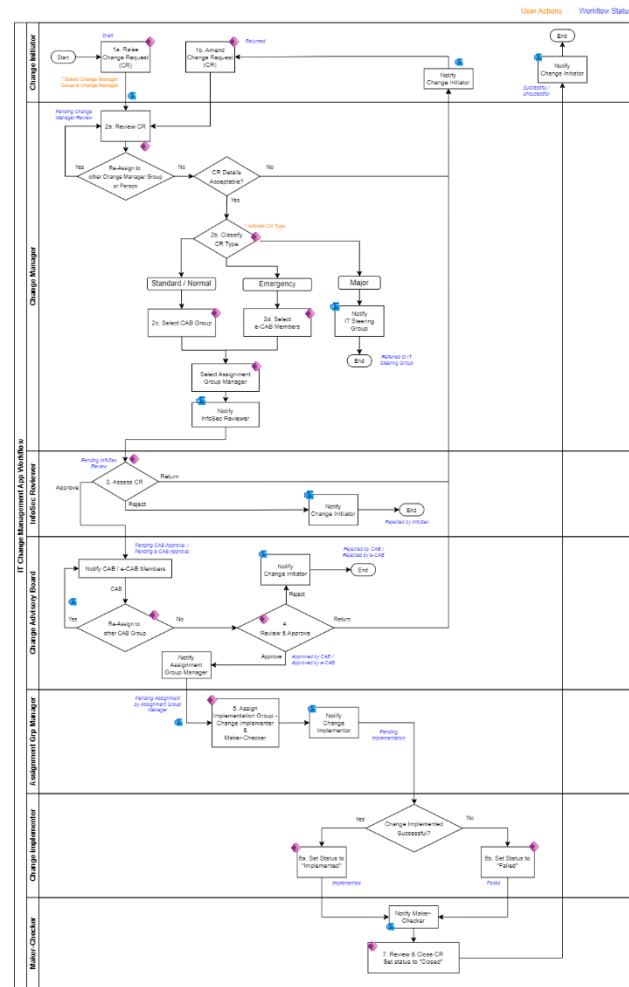 User Actions
Workflow Status
IT Change Management App Workflow
Change Initiator
Start
Draft
1a. Raise
Change Request
(CR)
* Select Change Manager
Group & Change Manager
1b. Amend
Change Request
(CR)
Returned
Notify
Change Initiator
End
Notify
Change Initiator
Successful /
Unsuccessful
Change Manager
Pending Change
Manager Review
2a. Review CR
Yes
Re-Assign to
other Change Manager Group
or Person
No
CR Details
Acceptable?
No
Yes
2b. Classify
CR Type
* Indicate CR Type
Standard / Normal
Emergency
Major
2c. Select CAB Group
2d. Select
e-CAB Members
Notify
IT Steering
Group
End
Referred to IT
Steering Group
Select Assignment
Group Manager
Notify
InfoSec Reviewer
InfoSec Reviewer
Pending InfoSec
Review
3. Assess CR
Return
Approve
Reject
Notify
Change Initiator
End
Rejected by InfoSec
Change Advisory Board
Pending CAB Approval /
Pending e-CAB Approval
Notify CAB / e-CAB Members
CAB
Yes
Re-Assign to
other CAB Group
No
Notify
Change Initiator
Rejected by CAB /
Rejected by e-CAB
End
Reject
4.
Review & Approve
Return
Approve
Approved by CAB /
Approved by e-CAB
Notify
Assignment
Group Manager
Assignment Grp Manager
Pending Assignment
by Assignment Group
Manager
5. Assign
Implementation Group -
Change Implementer
&
Maker-Checker
Notify
Change
Implementor
Pending
Implementation
Change Implementer
Yes
Change Implemented
Successful?
No
6a. Set Status to
"Implemented"
Implemented
6b. Set Status to
"Failed"
Failed
Maker-Checker
Notify Maker-
Checker
7. Review & Close CR
Set status to "Closed"